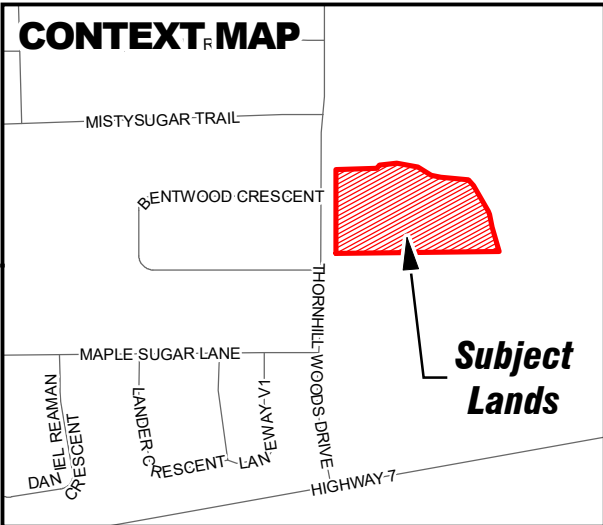 CONTEXT MAP
R
MISTYSUGAR TRAIL
BENTWOOD CRESCENT
THORNHILL WOODS DRIVE
MAPLE SUGAR LANE
Subject
Lands
DANIEL REAMAN
CRESCENT
LANDER CRESCENT
LANEWAY V1
HIGHWAY 7